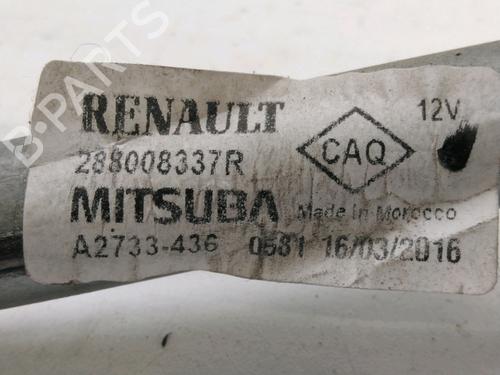 RENAULT
12V
288008337R
CAQ
MITSUBA
Made in Morocco
A2733-436 0581 16/03/2016
B-PARTS